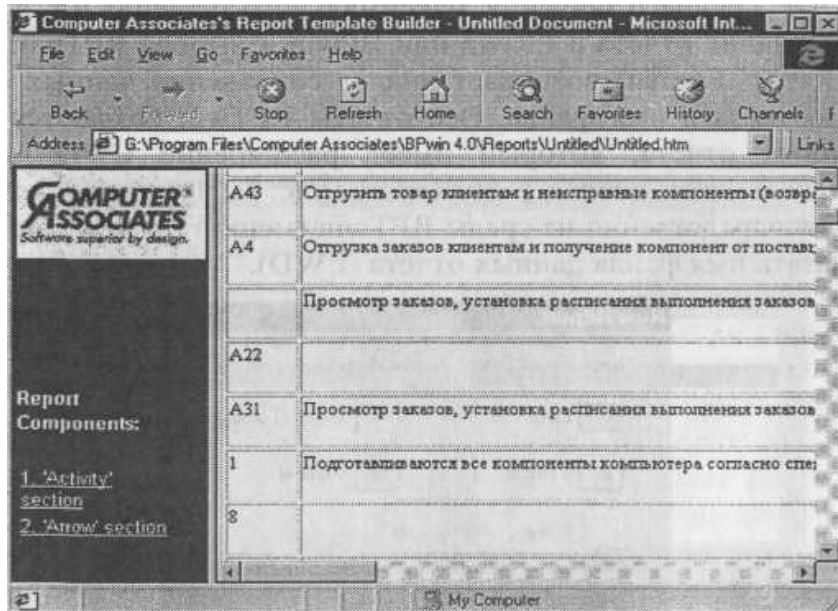 Computer Associates's Report Template Builder - Untitled Document - Microsoft Int...
File Edit View Go Favorites Help
Back Forward Stop Refresh Home Search Favorites History Channels
Address G:\Program Files\Computer Associates\BPwin 4.0\Reports\Untitled\Untitled.htm Links
COMPUTER ASSOCIATES
Software superior by design.
Report
Components:
1. 'Activity'
section
2. 'Arrow' section
A43 Отгрузить товар клиентам и неисправные компоненты (возвра
A4 Отгрузка заказов клиентам и получение компонент от постав
Просмотр заказов, установка расписания выполнения заказов
A22
A31 Просмотр заказов, установка расписания выполнения заказов
1 Подготавливаются все компоненты компьютера согласно спе
8
My Computer